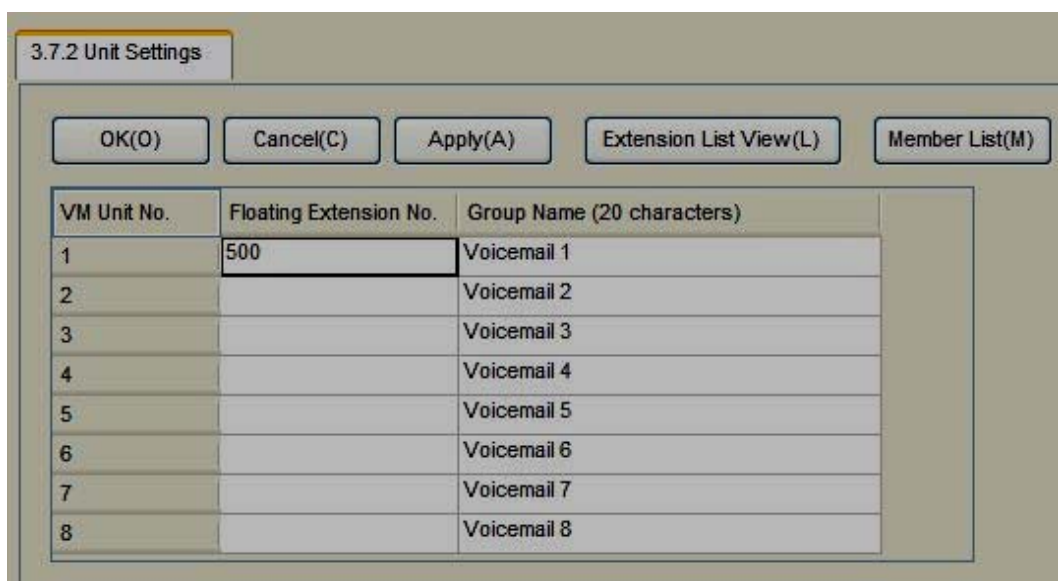 3.7.2 Unit Settings
OK(O) Cancel(C) Apply(A) Extension List View(L) Member List(M)
VM Unit No. Floating Extension No. Group Name (20 characters)
1 500 Voicemail 1
2 Voicemail 2
3 Voicemail 3
4 Voicemail 4
5 Voicemail 5
6 Voicemail 6
7 Voicemail 7
8 Voicemail 8